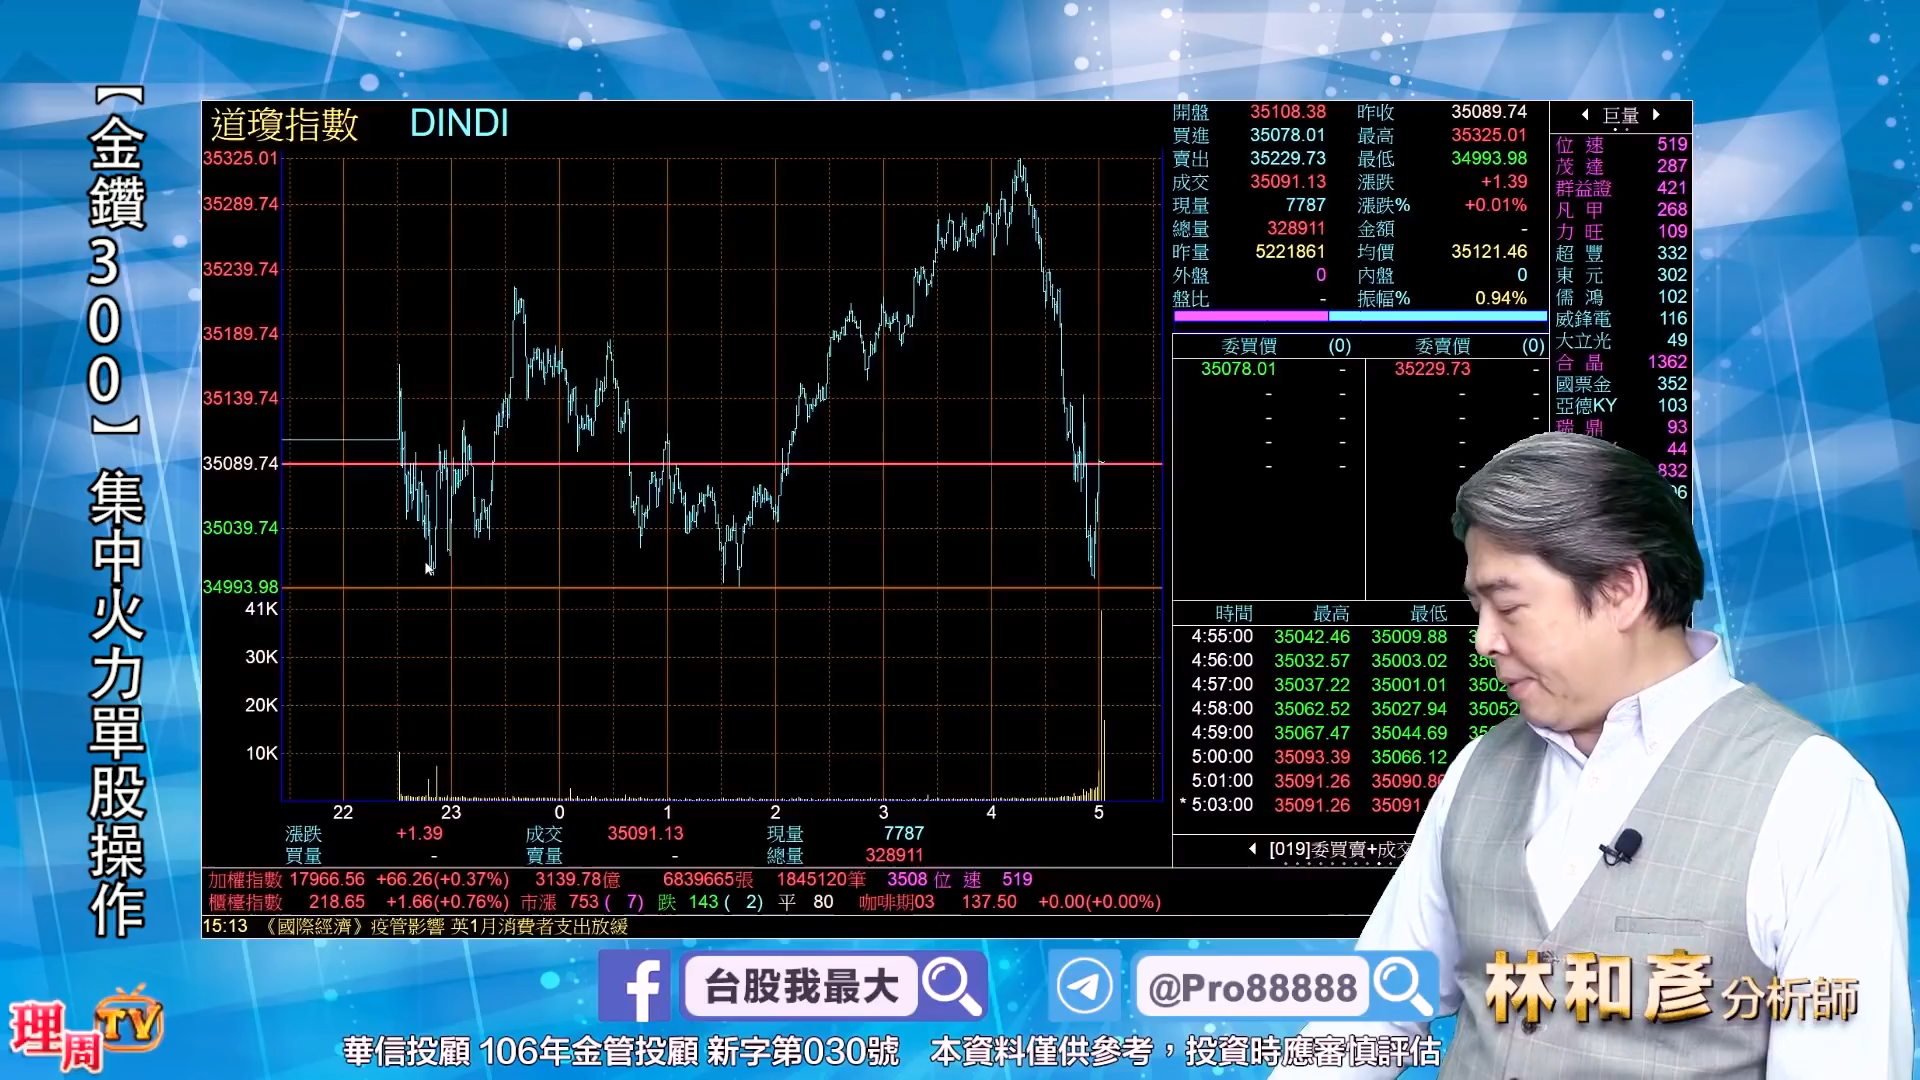 【金鑽300】集中火力單股操作
道瓊指數 DINDI
35325.01
35289.74
35239.74
35189.74
35139.74
35089.74
35039.74
34993.98
41K
30K
20K
10K
22 23 0 1 2 3 4 5
漲跌 +1.39 成交 35091.13 現量 7787
買量 - 賣量 - 總量 328911
開盤 35108.38 昨收 35089.74
買進 35078.01 最高 35325.01
賣出 35229.73 最低 34993.98
成交 35091.13 漲跌 +1.39
現量 7787 漲跌% +0.01%
總量 328911 金額 -
昨量 5221861 均價 35121.46
外盤 0 內盤 0
盤比 - 振幅% 0.94%
委買價 (0) 委賣價 (0)
35078.01 - 35229.73 -
- - - -
- - - -
- - - -
- - - -
時間 最高 最低
4:55:00 35042.46 35009.88
4:56:00 35032.57 35003.02
4:57:00 35037.22 35001.01
4:58:00 35062.52 35027.94 35052
4:59:00 35067.47 35044.69
5:00:00 35093.39 35066.12
5:01:00 35091.26
* 5:03:00 35091.26 35091
[019]委買賣+成交
巨量
位速 519
茂達 287
群益證 421
凡甲 268
力旺 109
超豐 332
東元 302
儒鴻 102
威鋒電 116
大立光 49
合晶 1362
國票金 352
亞德KY 103
瑞鼎 93
44
832
加權指數 17966.56 +66.26(+0.37%) 3139.78億 6839665張 1845120筆 3508 位速 519
櫃檯指數 218.65 +1.66(+0.76%) 市漲 753( 7) 跌 143( 2) 平 80 咖啡期03 137.50 +0.00(+0.00%)
15:13 《國際經濟》疫管影響 英1月消費者支出放緩
台股我最大
@Pro88888
林和彥 分析師
理周TV
華信投顧 106年金管投顧 新字第030號 本資料僅供參考，投資時應審慎評估